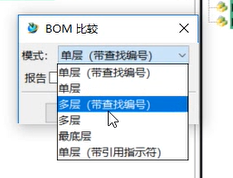 BOM 比较
模式： 单层（带查找编号）
报告
单层（带查找编号）
单层
多层（带查找编号）
多层
最底层
单层（带引用指示符）